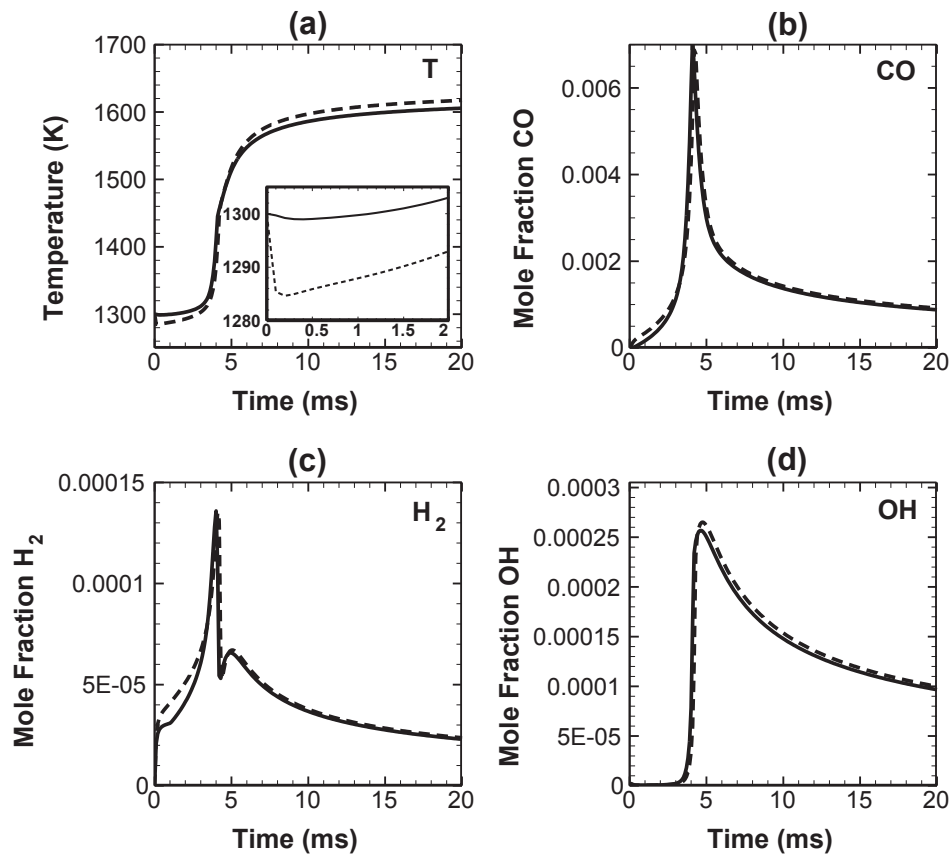 (a)
T
Temperature (K)
1700
1600
1500
1400
1300
1300
1290
1280
0 0.5 1 1.5 2
0 5 10 15 20
Time (ms)
(b)
CO
Mole Fraction CO
0.006
0.004
0.002
0
0 5 10 15 20
Time (ms)
(c)
H2
Mole Fraction H2
0.00015
0.0001
5E-05
0
0 5 10 15 20
Time (ms)
(d)
OH
Mole Fraction OH
0.0003
0.00025
0.0002
0.00015
0.0001
5E-05
0
0 5 10 15 20
Time (ms)